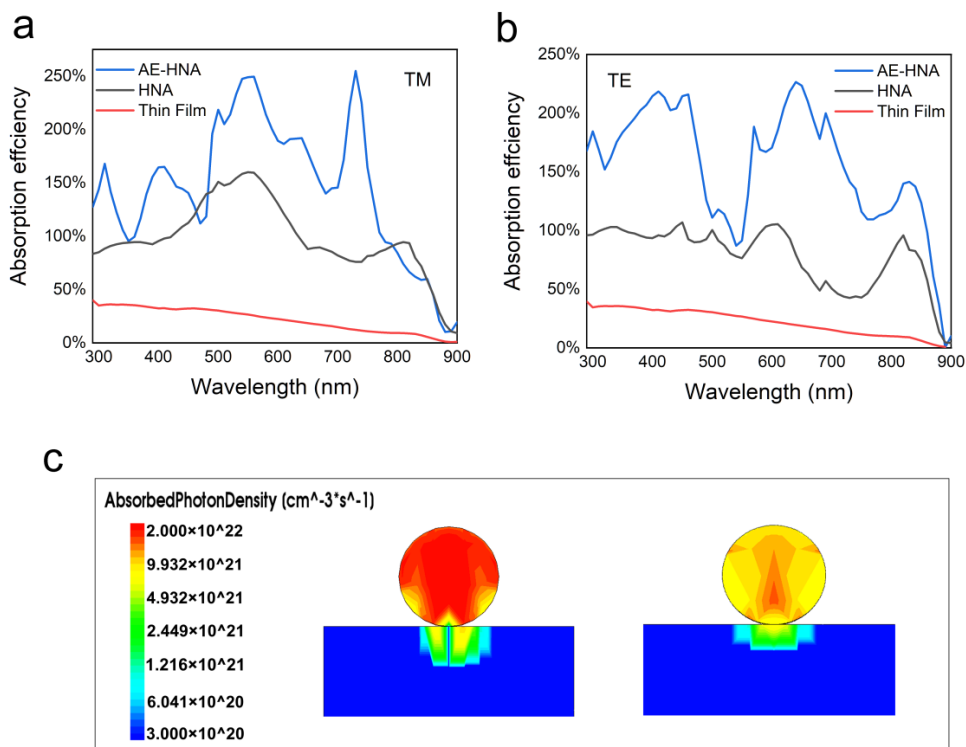 a
250%
200%
150%
100%
50%
0%
Absorption effciency
AE-HNA
HNA
Thin Film
TM
300 400 500 600 700 800 900
Wavelength (nm)
b
250%
200%
150%
100%
50%
0%
Absorption effciency
TE
AE-HNA
HNA
Thin Film
300 400 500 600 700 800 900
Wavelength (nm)
c
AbsorbedPhotonDensity (cm^-3*s^-1)
2.000×10^22
9.932×10^21
4.932×10^21
2.449×10^21
1.216×10^21
6.041×10^20
3.000×10^20